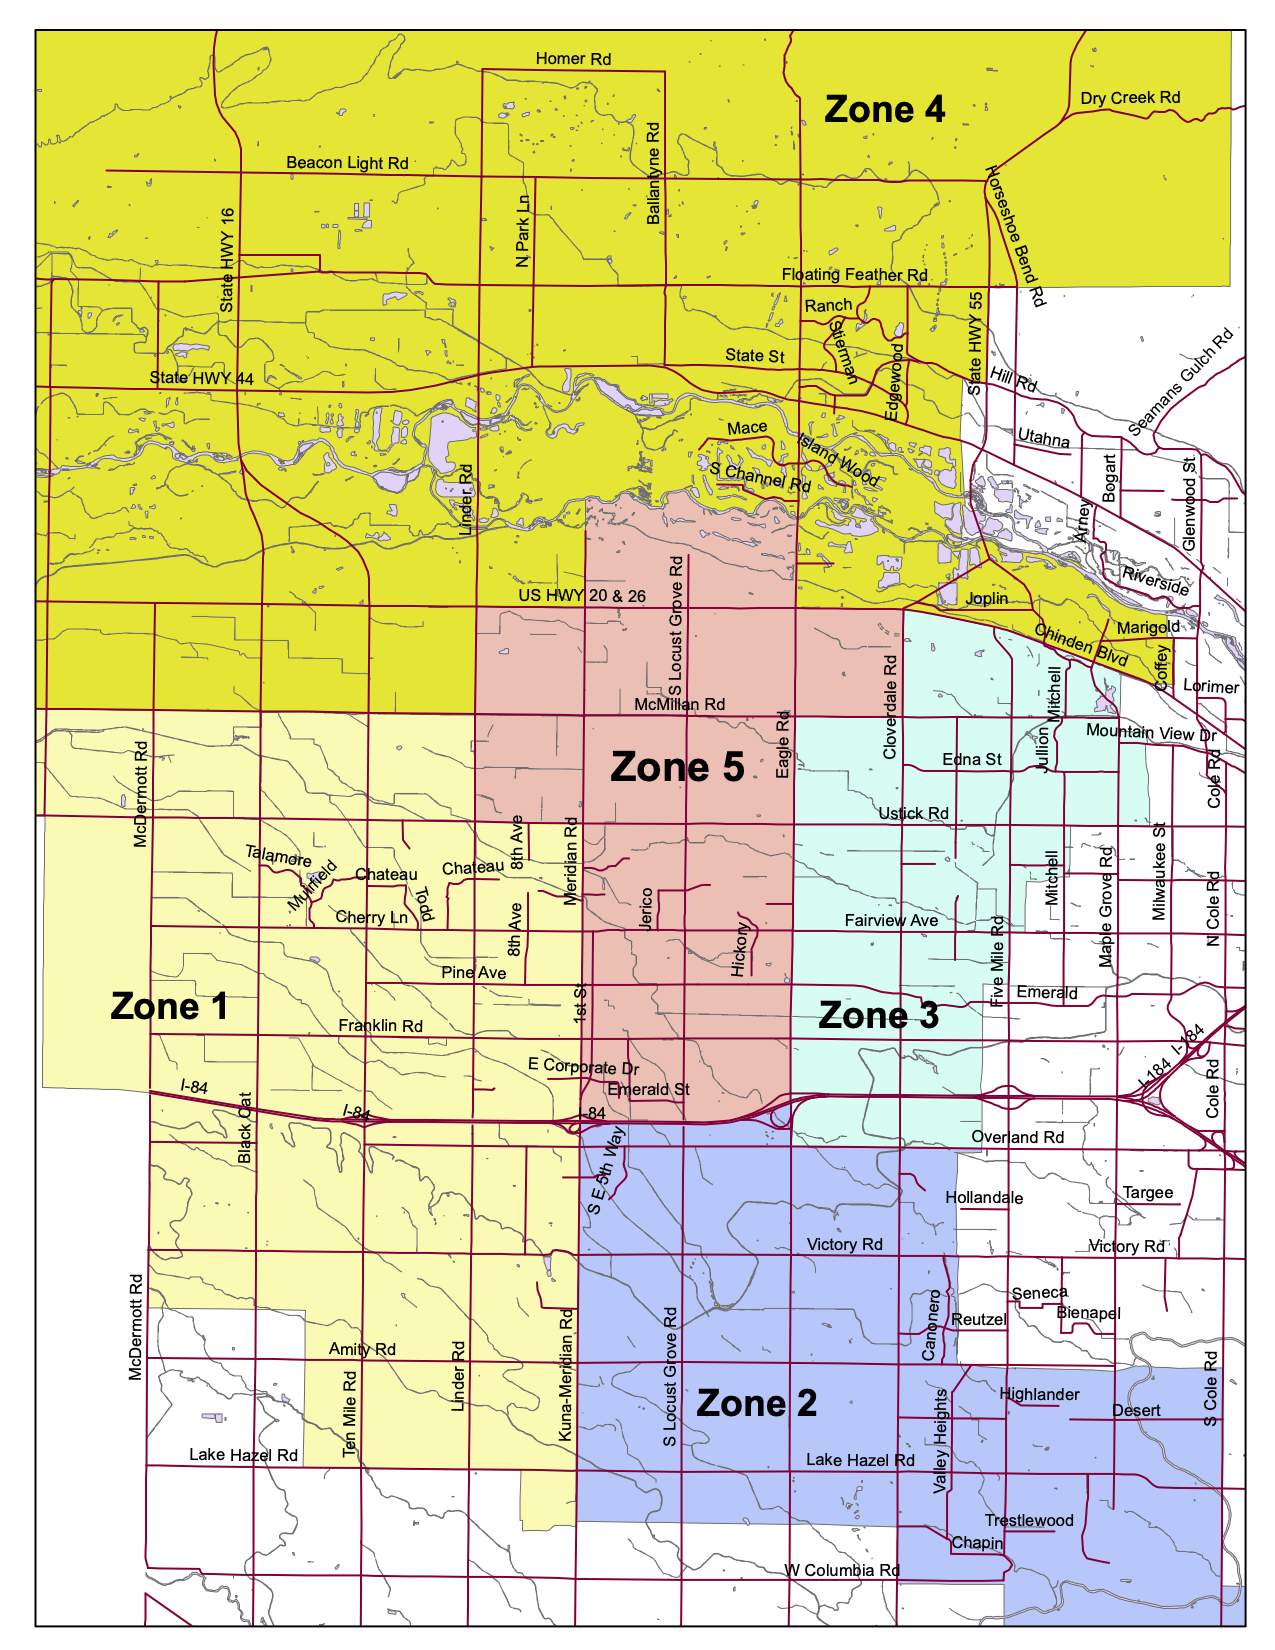 Homer Rd
Zone 4
Dry Creek Rd
Beacon Light Rd
Ballantyne Rd
Horseshoe Bend Rd
N Park Ln
State HWY 16
Floating Feather Rd
Ranch
Stierman
State HWY 55
State St
Edgewood
Hill Rd
Seamans Gulch Rd
State HWY 44
Mace
Island Wood
Utahna
S Channel Rd
Linder Rd
Bogart
Glenwood St
Arney
Riverside
US HWY 20 & 26
S Locust Grove Rd
Joplin
Marigold
Chinden Blvd
Coffey
Lorimer
McMillan Rd
Cloverdale Rd
Mitchell
Jullion
Mountain View Dr
Eagle Rd
Zone 5
Edna St
Cole Rd
McDermott Rd
Ustick Rd
8th Ave
Meridian Rd
Talamore
Muirfield
Chateau
Chateau
Todd
Cherry Ln
Jerico
Hickory
Mitchell
Maple Grove Rd
Milwaukee St
N Cole Rd
Fairview Ave
8th Ave
Five Mile Rd
Pine Ave
Emerald
Zone 1
1st St
Zone 3
Franklin Rd
E Corporate Dr
Emerald St
I-184
I-184
Cole Rd
I-84
I-84
I-84
Black Cat
Overland Rd
S E 5th Way
Hollandale
Targee
Victory Rd
Victory Rd
McDermott Rd
Seneca
Bienapel
Reutzel
Canonero
Kuna-Meridian Rd
S Locust Grove Rd
Amity Rd
Linder Rd
Ten Mile Rd
Zone 2
Highlander
Desert
S Cole Rd
Valley Heights
Lake Hazel Rd
Lake Hazel Rd
Trestlewood
Chapin
W Columbia Rd